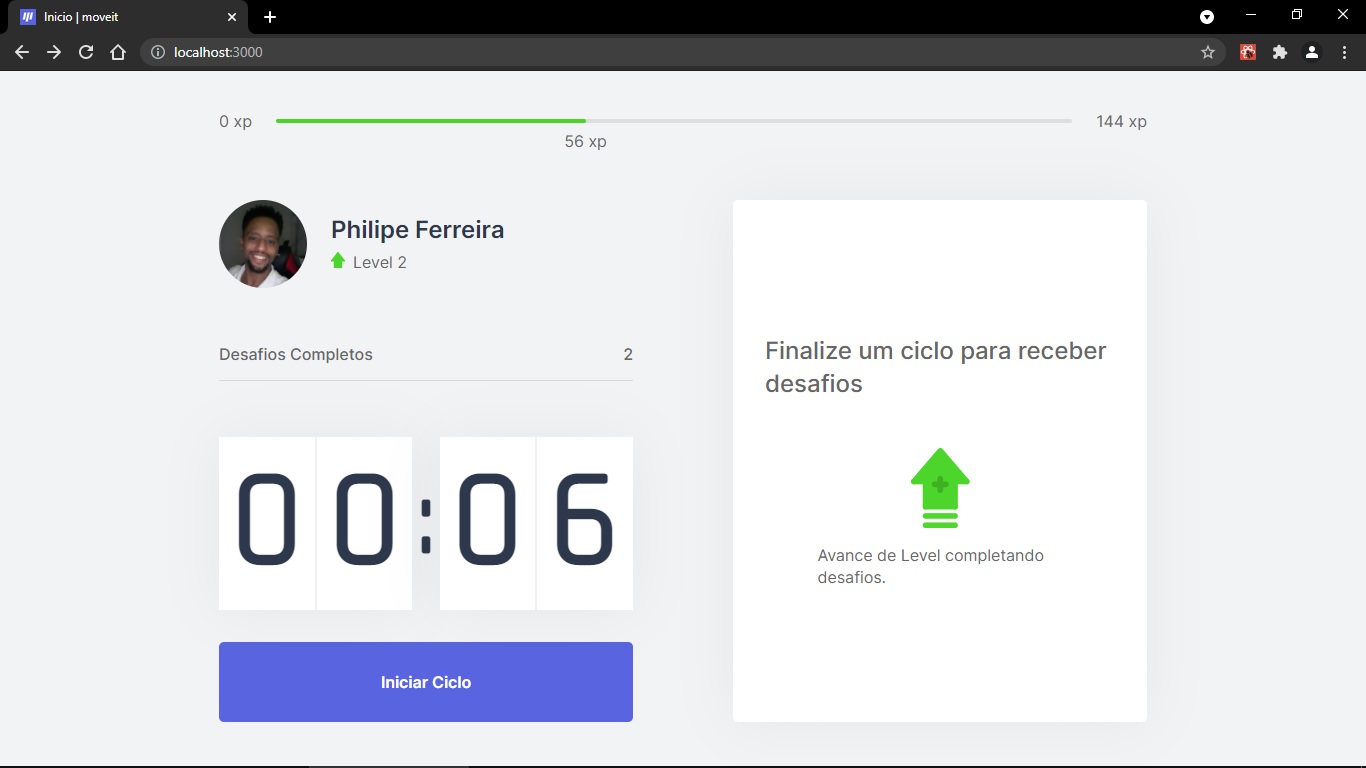 Inicio | moveit
localhost:3000
0 xp
144 xp
56 xp
Philipe Ferreira
Level 2
Desafios Completos 2
00:06
Iniciar Ciclo
Finalize um ciclo para receber
desafios
Avance de Level completando
desafios.